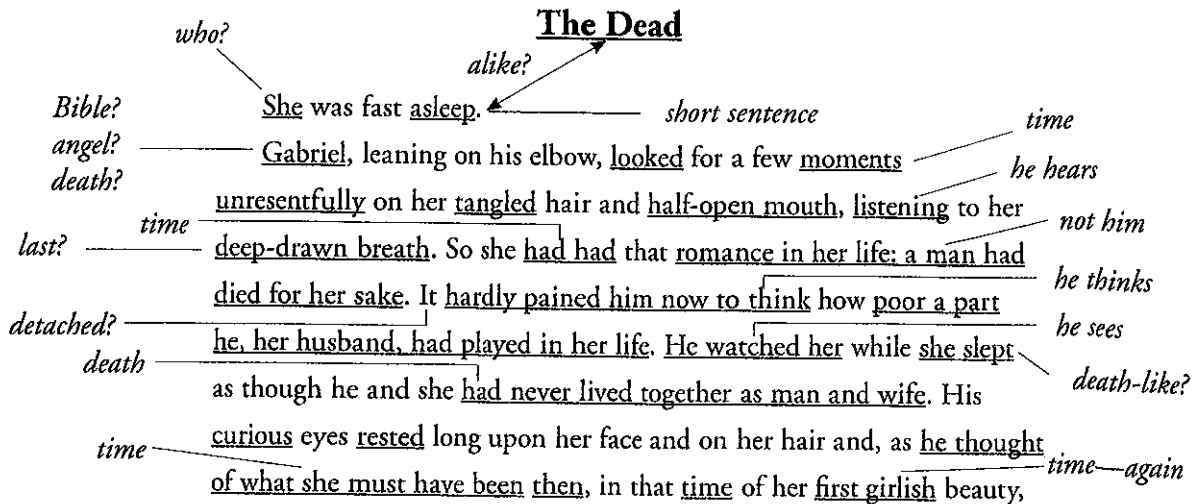 The Dead
who?
alike?
She was fast asleep.
short sentence
Bible?
angel?
death?
time
Gabriel, leaning on his elbow, looked for a few moments
he hears
unresentfully on her tangled hair and half-open mouth, listening to her
time
not him
last?
deep-drawn breath. So she had had that romance in her life: a man had
he thinks
died for her sake. It hardly pained him now to think how poor a part
detached?
he sees
he, her husband, had played in her life. He watched her while she slept
death
death-like?
as though he and she had never lived together as man and wife. His
curious eyes rested long upon her face and on her hair and, as he thought
time
time—again
of what she must have been then, in that time of her first girlish beauty,